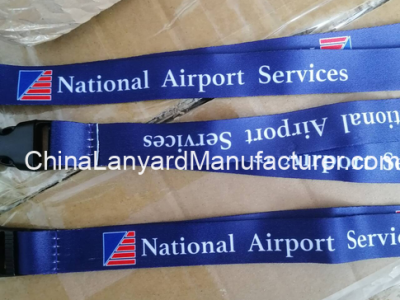 National Airport Services
National Airport Services
ChinaLanyardManufacturer.com
National Airport Servic